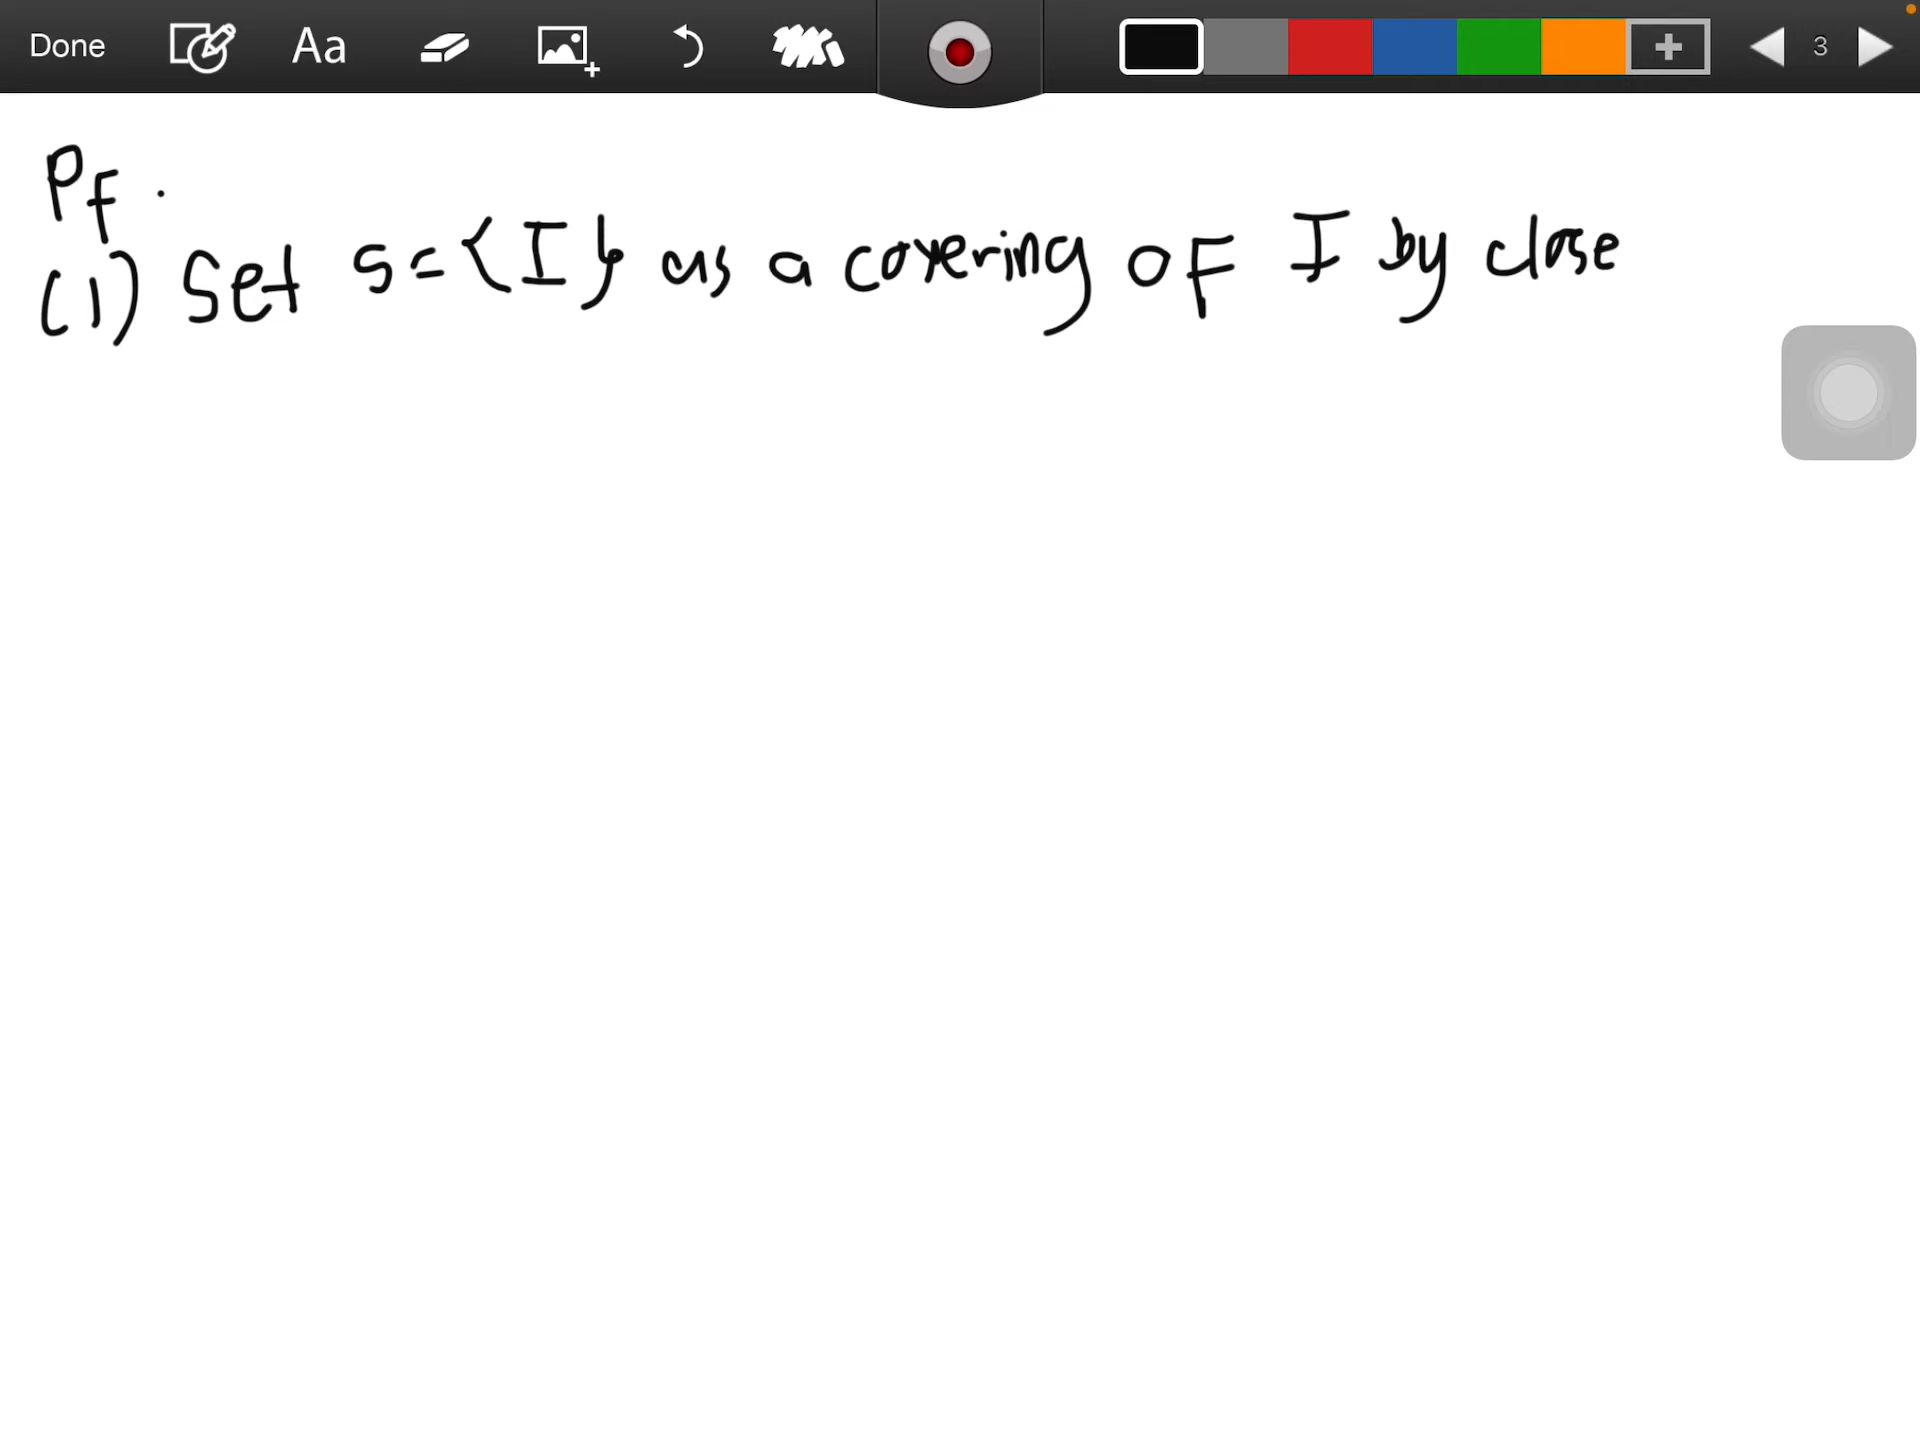 Done Aa 3
Pf.
(1) Set S={I} as a covering of I by close